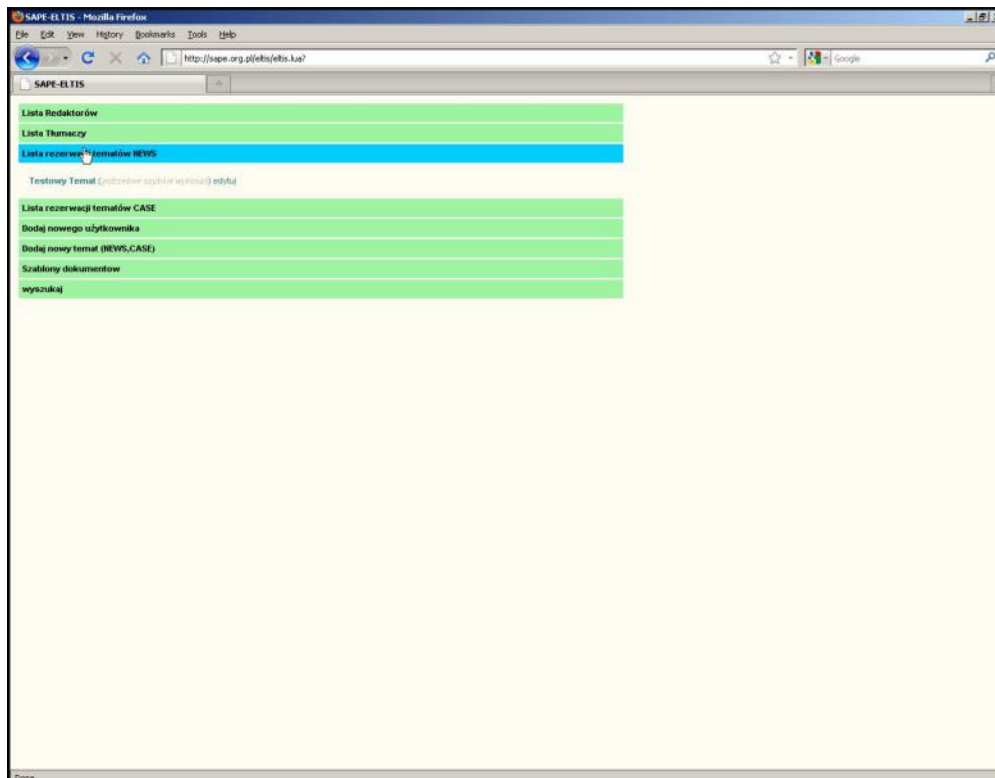 SAPE-ELTIS - Mozilla Firefox
File Edit View History Bookmarks Tools Help
http://sape.org.pl/eltis/eltis.lua?
Google
SAPE-ELTIS
Lista Redaktorów
Lista Tłumaczy
Lista rezerwacji tematów NEWS
Testowy Temat edytuj
Lista rezerwacji tematów CASE
Dodaj nowego użytkownika
Dodaj nowy temat (NEWS,CASE)
Szablony dokumentow
wyszukaj